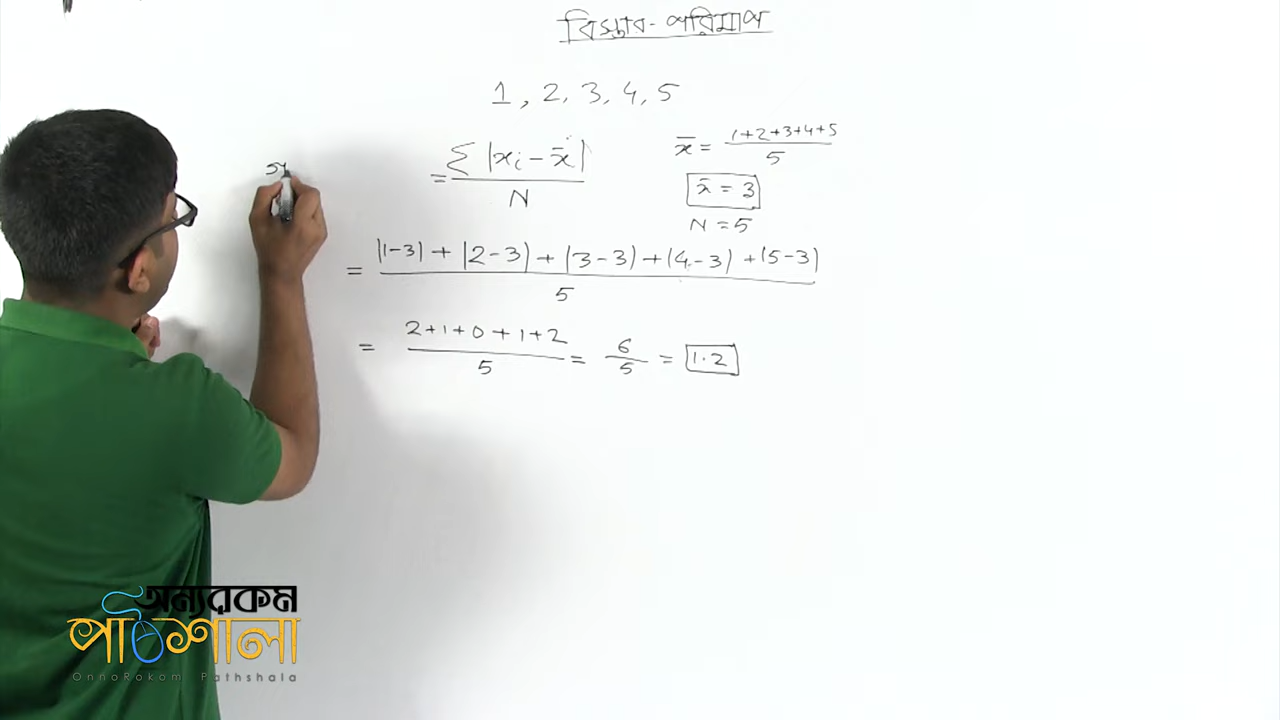 বিস্তার-পরিমাপ
1, 2, 3, 4, 5
= Σ |xᵢ - x̄| / N
x̄ = 1+2+3+4+5 / 5
x̄ = 3
N = 5
= |1-3| + |2-3| + |3-3| + |4-3| + |5-3| / 5
= 2+1+0+1+2 / 5 = 6/5 = 1.2
অন্যরকম
পাঠশালা
OnnoRokom Pathshala